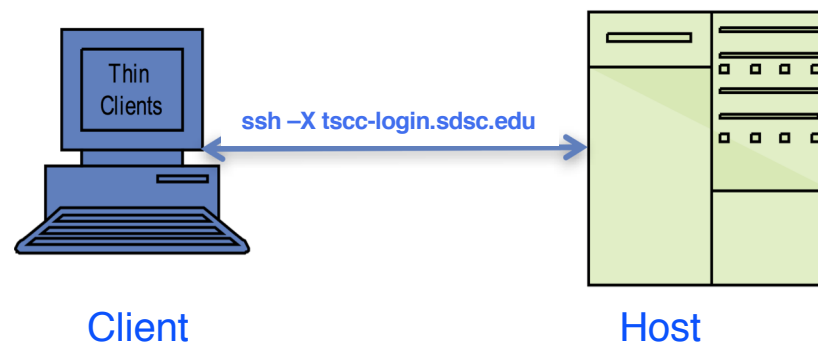 Thin
Clients
ssh –X tscc-login.sdsc.edu
Client
Host